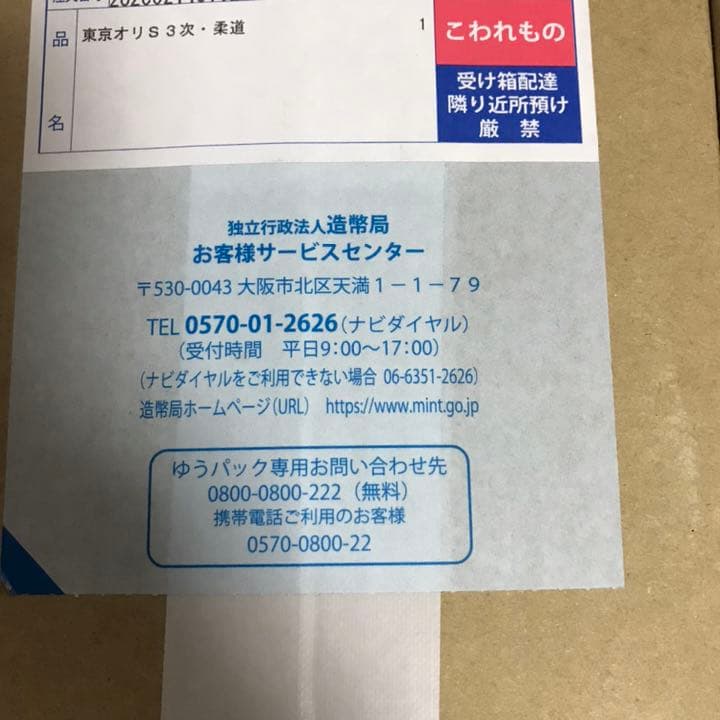 品名
東京オリS3次・柔道
1
こわれもの
受け箱配達
隣り近所預け
厳 禁
独立行政法人造幣局
お客様サービスセンター
〒530-0043 大阪市北区天満1-1-79
TEL 0570-01-2626(ナビダイヤル)
(受付時間 平日9:00~17:00)
(ナビダイヤルをご利用できない場合 06-6351-2626)
造幣局ホームページ(URL) https://www.mint.go.jp
ゆうパック専用お問い合わせ先
0800-0800-222(無料)
携帯電話ご利用のお客様
0570-0800-22